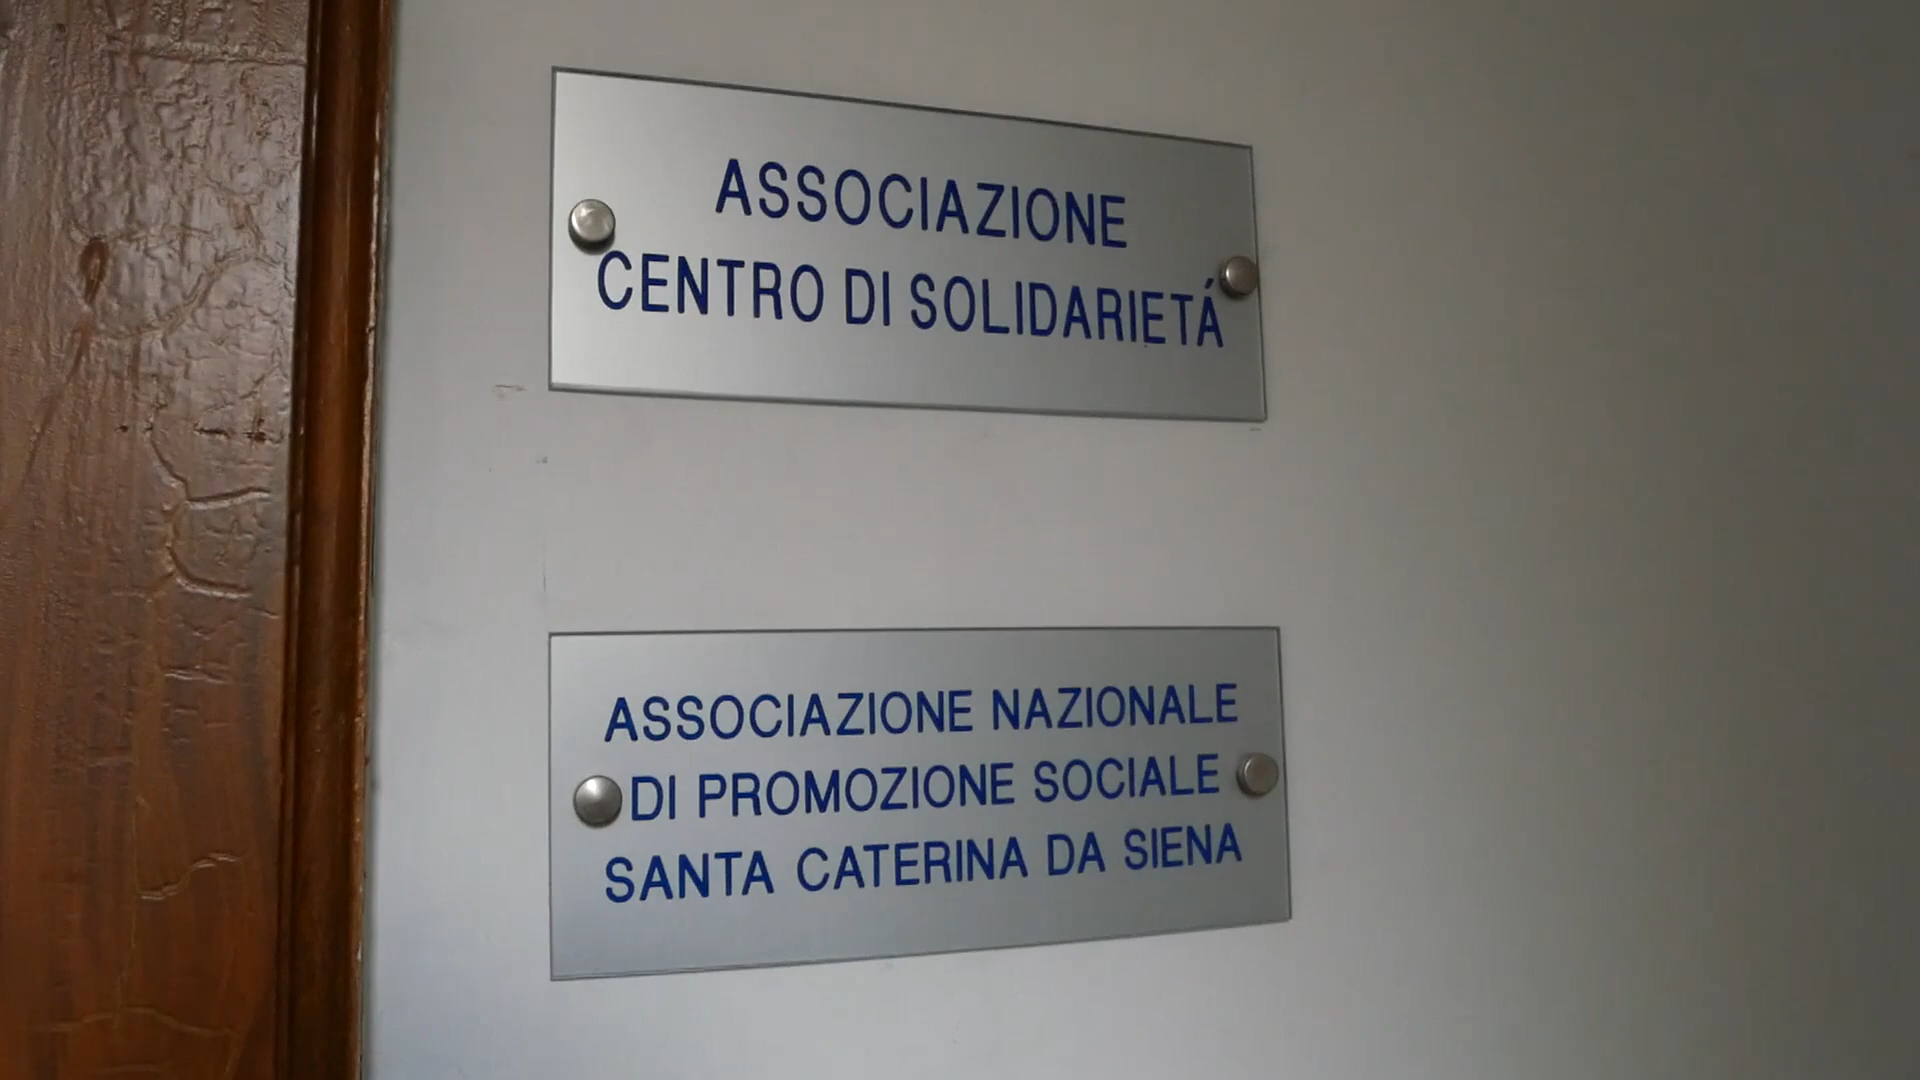 ASSOCIAZIONE
CENTRO DI SOLIDARIETÁ
ASSOCIAZIONE NAZIONALE
DI PROMOZIONE SOCIALE
SANTA CATERINA DA SIENA